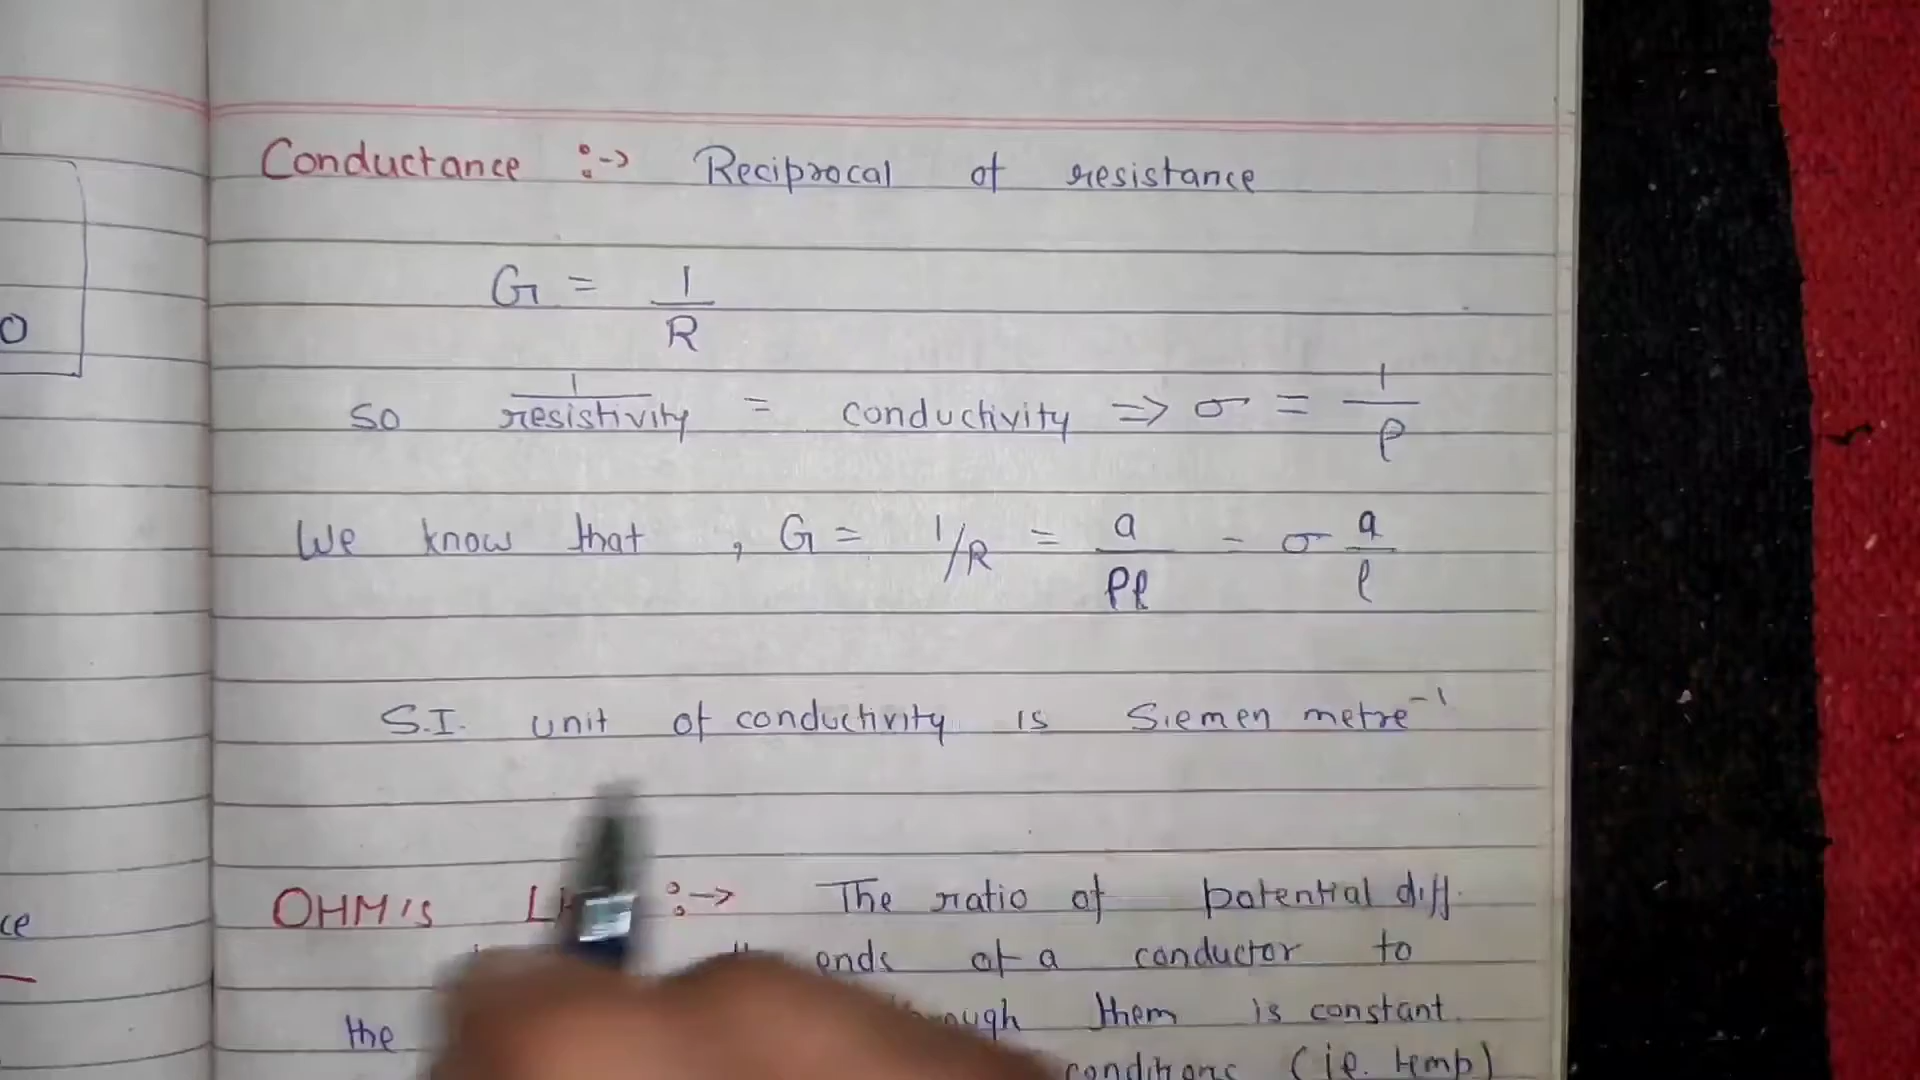 Conductance :-> Reciprocal of resistance
G = 1/R
so 1/resistivity = conductivity => σ = 1/ρ
We know that , G = 1/R = a/ρl = σ a/l
S.I. unit of conductivity is Siemen metre⁻¹
OHM's :-> The ratio of potential diff.
ends of a conductor to
the them is constant.
conditions (i.e. temp)
O
ce